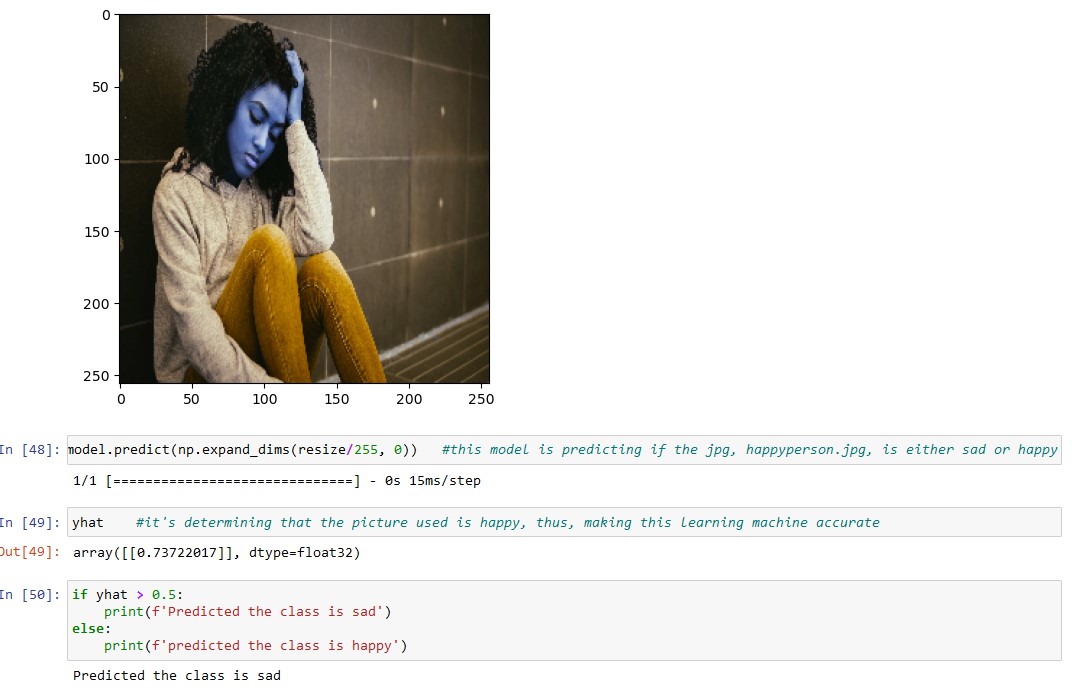 0
50
100
150
200
250
0 50 100 150 200 250
In [48]: model.predict(np.expand_dims(resize/255, 0)) #this model is predicting if the jpg, happyperson.jpg, is either sad or happy
1/1 [==============================] - 0s 15ms/step
In [49]: yhat #it's determining that the picture used is happy, thus, making this learning machine accurate
Out[49]: array([[0.73722017]], dtype=float32)
In [50]: if yhat > 0.5:
print(f'Predicted the class is sad')
else:
print(f'predicted the class is happy')
Predicted the class is sad